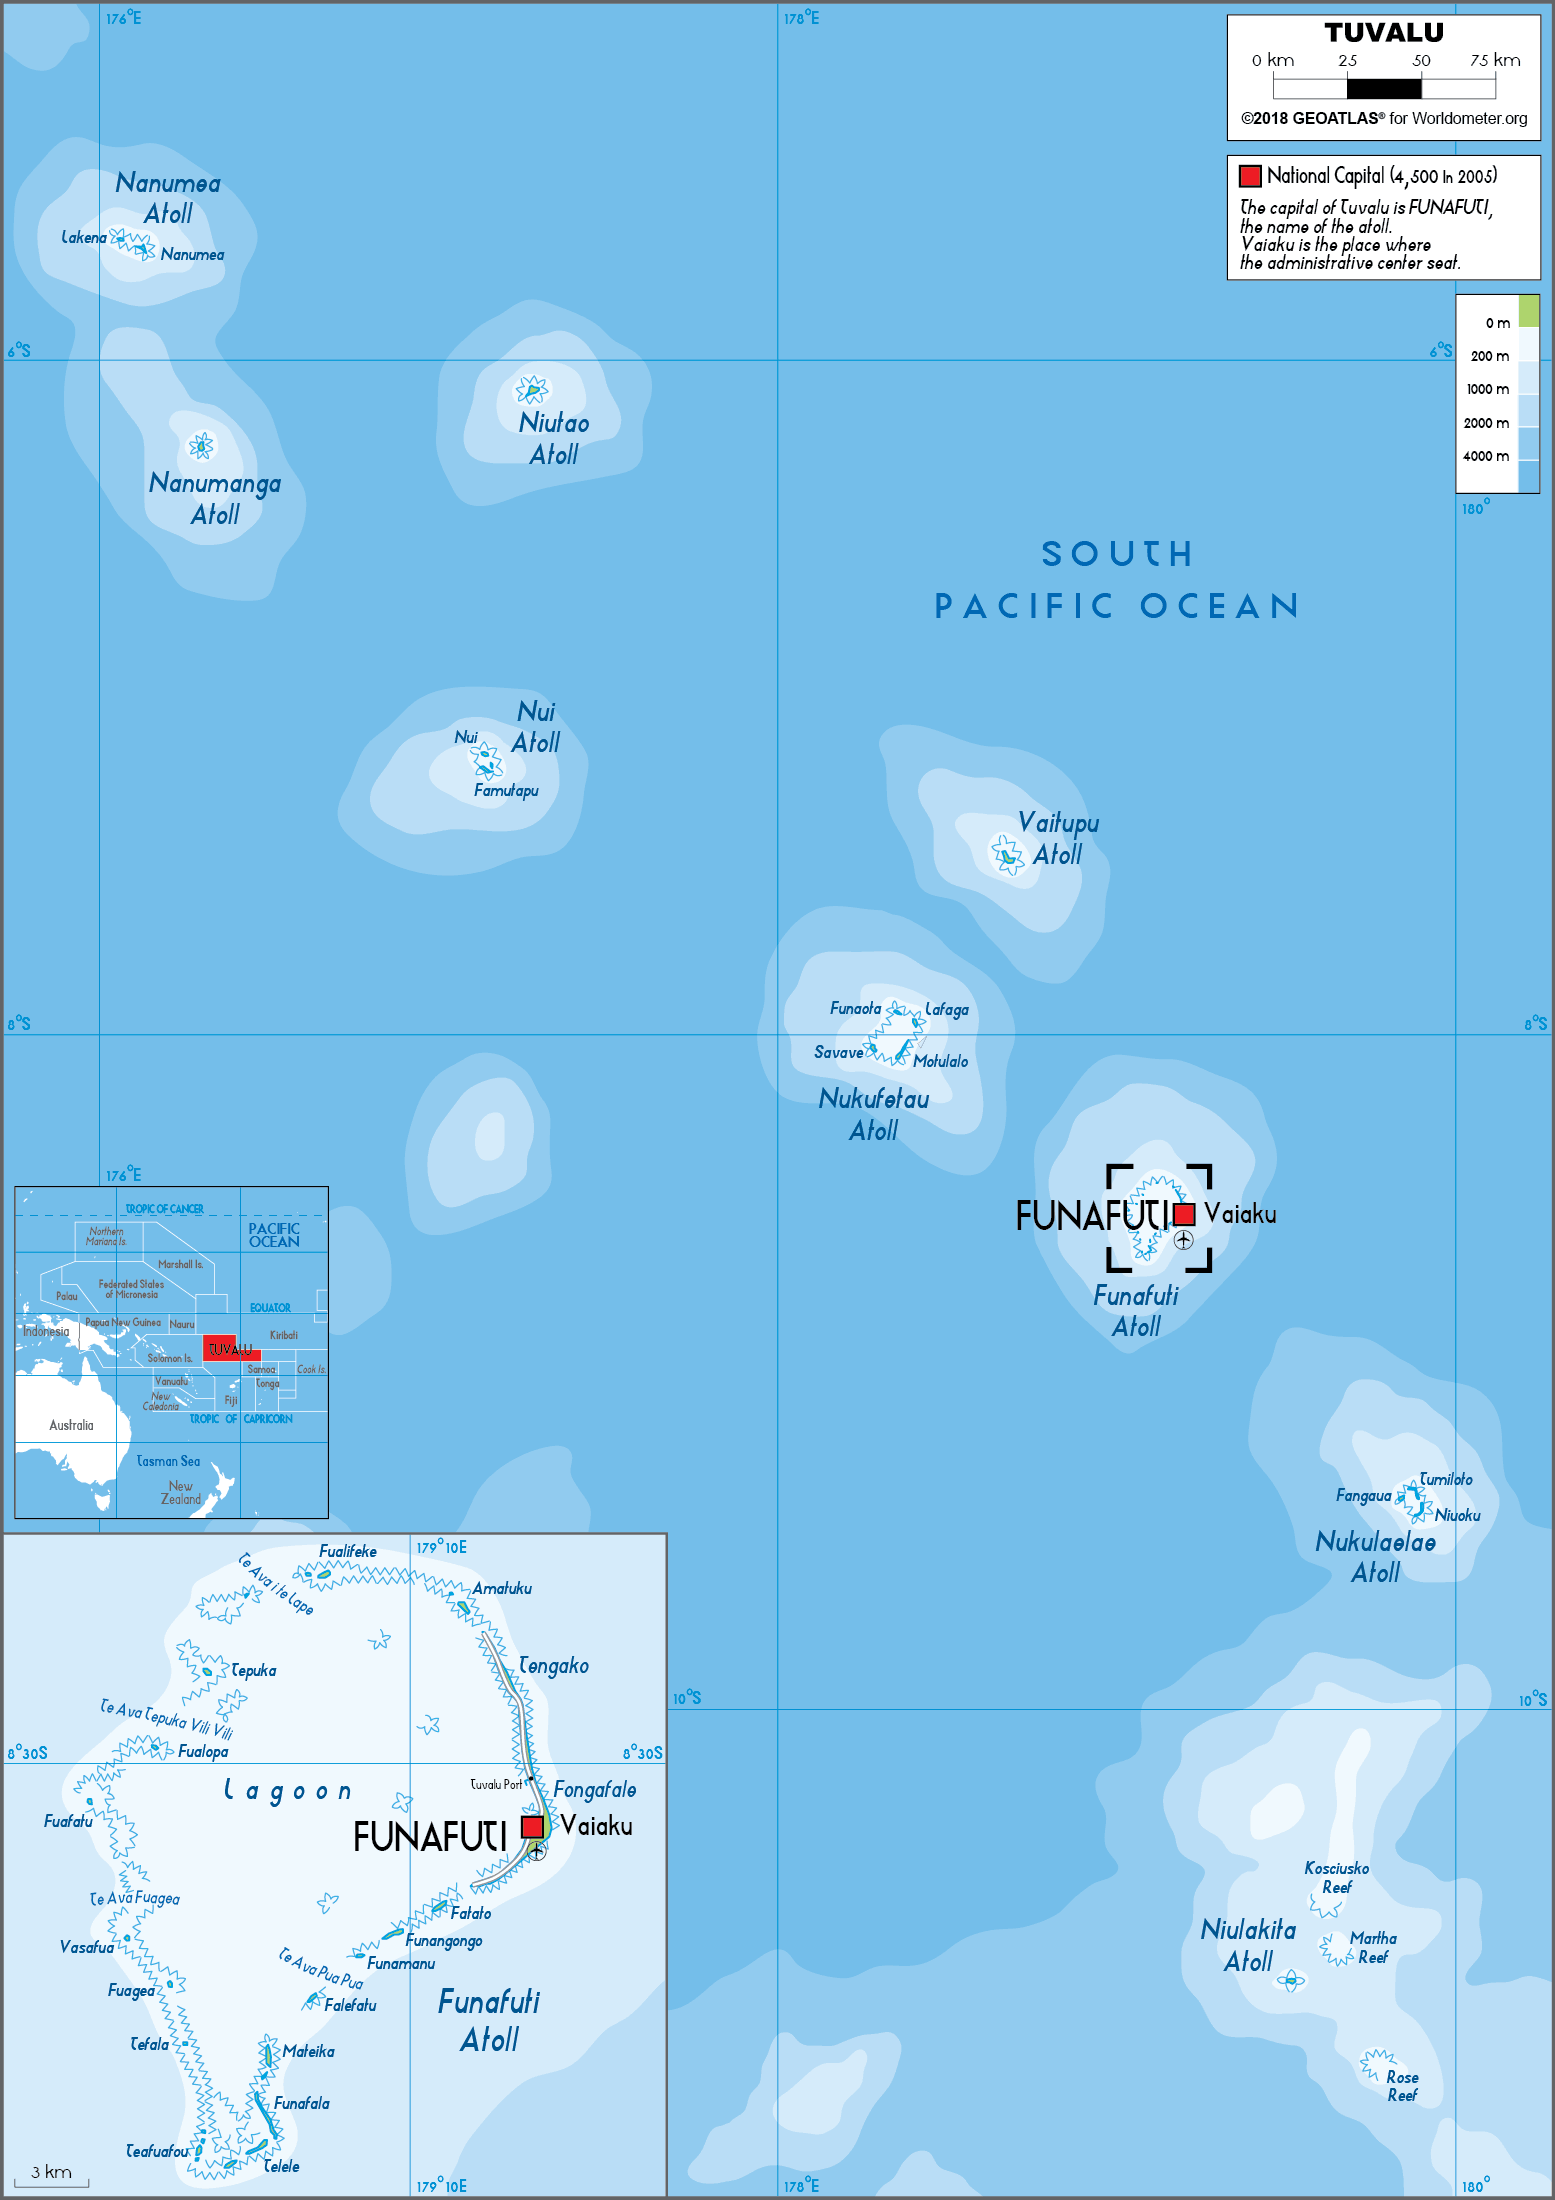 176°E
178°E
TUVALU
0 km 25 50 75 km
©2018 GEOATLAS® for Worldometer.org
National Capital (4,500 In 2005)
The capital of Tuvalu is FUNAFUTI,
the name of the atoll.
Vaiaku is the place where
the administrative center seat.
0 m
200 m
1000 m
2000 m
4000 m
180°
Nanumea
Atoll
Lakena
Nanumea
6°S
6°S
Niutao
Atoll
Nanumanga
Atoll
SOUTH
PACIFIC OCEAN
Nui
Atoll
Nui
Famutapu
Vaitupu
Atoll
8°S
8°S
Funaota
Lafaga
Savave
Motulalo
Nukufetau
Atoll
FUNAFUTI
Vaiaku
Funafuti
Atoll
176°E
TROPIC OF CANCER
PACIFIC
OCEAN
Northern
Mariana Is.
Marshall Is.
Federated States
of Micronesia
Palau
EQUATOR
Papua New Guinea
Nauru
Indonesia
Kiribati
TUVALU
Solomon Is.
Samoa
Cook Is.
Vanuatu
Tonga
New
Caledonia
Fiji
TROPIC OF CAPRICORN
Australia
Tasman Sea
New
Zealand
Tumiloto
Fangaua
Niuoku
Nukulaelae
Atoll
10°S
10°S
Kosciusko
Reef
Niulakita
Atoll
Martha
Reef
Rose
Reef
178°E
180°
179°10E
Fualifeke
Te Ava i te Lape
Amatuku
Tengako
Tepuka
Te Ava Tepuka Vili Vili
Fualopa
8°30S
8°30S
Lagoon
Tuvalu Port
Fongafale
Fuafatu
FUNAFUTI
Vaiaku
Te Ava Fuagea
Fatato
Vasafua
Funangongo
Funamanu
Te Ava Pua Pua
Fuagea
Falefatu
Funafuti
Atoll
Tefala
Mateika
Funafala
Teafuafou
Telele
3 km
179°10E